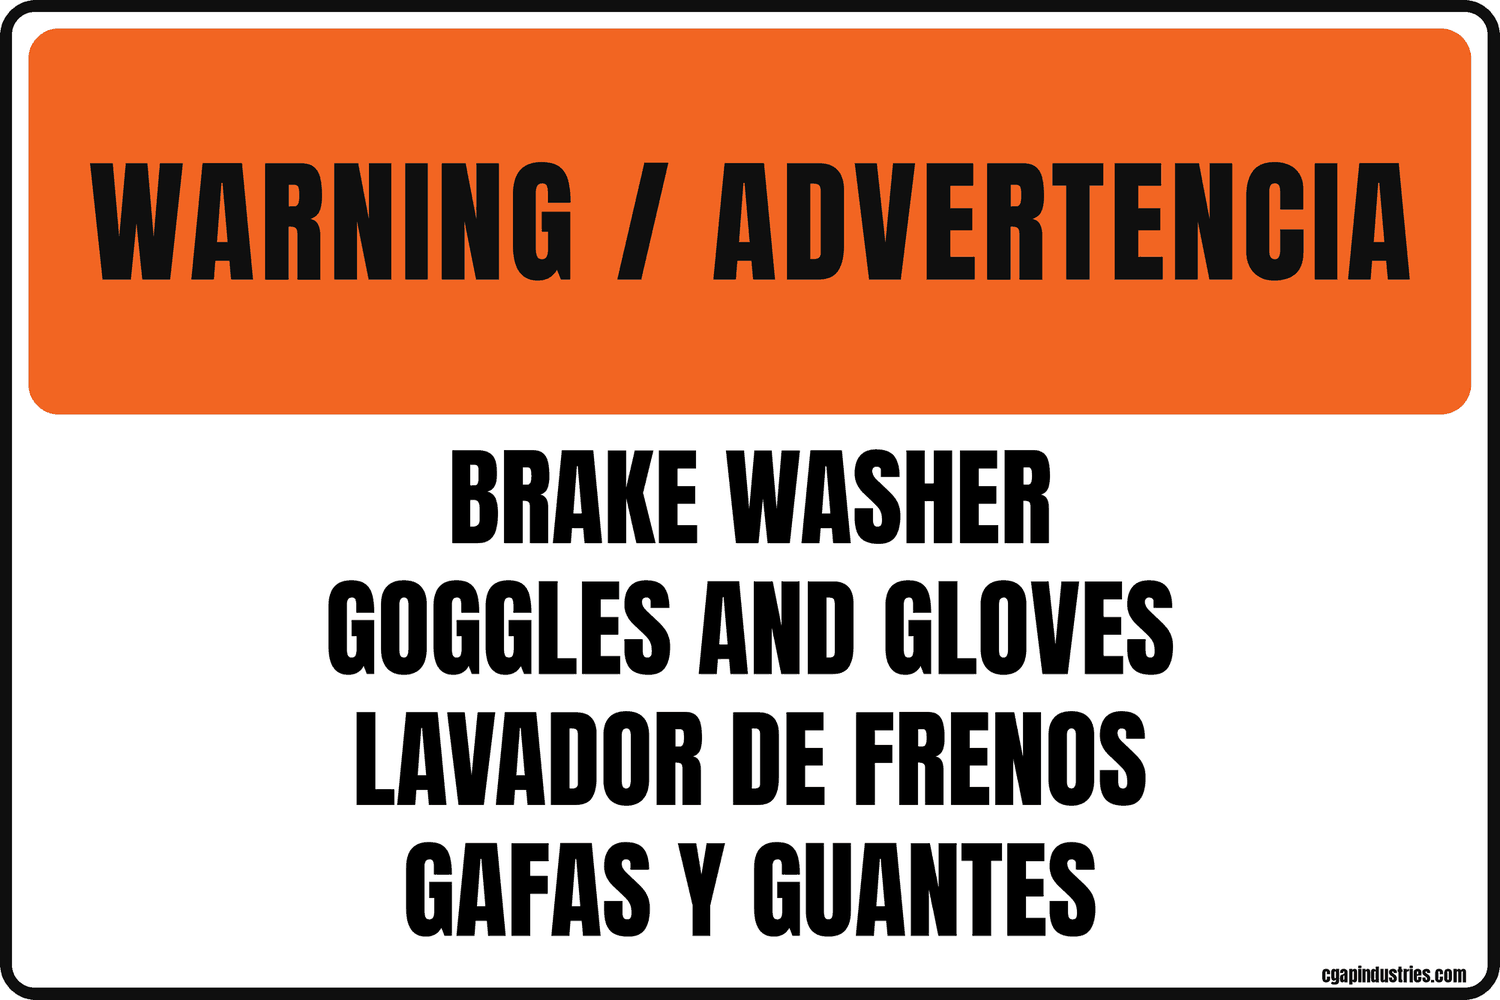 WARNING / ADVERTENCIA
BRAKE WASHER
GOGGLES AND GLOVES
LAVADOR DE FRENOS
GAFAS Y GUANTES
cgapindustries.com